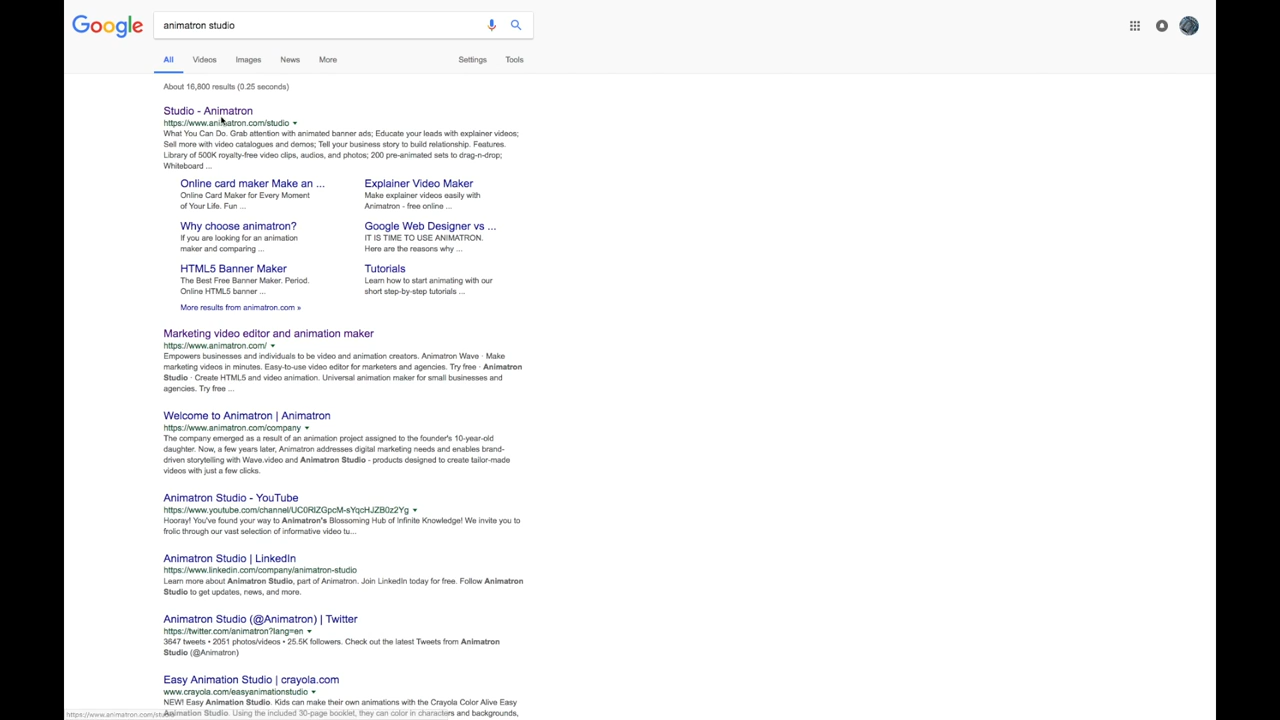 Google
animatron studio
All Videos Images News More Settings Tools
About 16,800 results (0.25 seconds)
Studio - Animatron
https://www.animatron.com/studio
What You Can Do. Grab attention with animated banner ads; Educate your leads with explainer videos;
Sell more with video catalogues and demos; Tell your business story to build relationship. Features.
Library of 500K royalty-free video clips, audios, and photos; 200 pre-animated sets to drag-n-drop;
Whiteboard ...
Online card maker Make an ...
Online Card Maker for Every Moment
of Your Life. Fun ...
Explainer Video Maker
Make explainer videos easily with
Animatron - free online ...
Why choose animatron?
If you are looking for an animation
maker and comparing ...
Google Web Designer vs ...
IT IS TIME TO USE ANIMATRON.
Here are the reasons why ...
HTML5 Banner Maker
The Best Free Banner Maker. Period.
Online HTML5 banner ...
Tutorials
Learn how to start animating with our
short step-by-step tutorials ...
More results from animatron.com »
Marketing video editor and animation maker
https://www.animatron.com/
Empowers businesses and individuals to be video and animation creators. Animatron Wave · Make
marketing videos in minutes. Easy-to-use video editor for marketers and agencies. Try free · Animatron
Studio · Create HTML5 and video animation. Universal animation maker for small businesses and
agencies. Try free ...
Welcome to Animatron | Animatron
https://www.animatron.com/company
The company emerged as a result of an animation project assigned to the founder's 10-year-old
daughter. Now, a few years later, Animatron addresses digital marketing needs and enables brand-
driven storytelling with Wave.video and Animatron Studio - products designed to create tailor-made
videos with just a few clicks.
Animatron Studio - YouTube
https://www.youtube.com/channel/UC0RIZGpcM-sYqcHJZB0z2Yg
Hooray! You've found your way to Animatron's Blossoming Hub of Infinite Knowledge! We invite you to
frolic through our vast selection of informative video tu...
Animatron Studio | LinkedIn
https://www.linkedin.com/company/animatron-studio
Learn more about Animatron Studio, part of Animatron. Join LinkedIn today for free. Follow Animatron
Studio to get updates, news, and more.
Animatron Studio (@Animatron) | Twitter
https://twitter.com/animatron?lang=en
3647 tweets • 2051 photos/videos • 25.5K followers. Check out the latest Tweets from Animatron
Studio (@Animatron)
Easy Animation Studio | crayola.com
www.crayola.com/easyanimationstudio
NEW! Easy Animation Studio. Kids can make their own animations with the Crayola Color Alive Easy
Animation Studio. Using the included 30-page booklet, they can color in characters and backgrounds,
https://www.animatron.com/studio